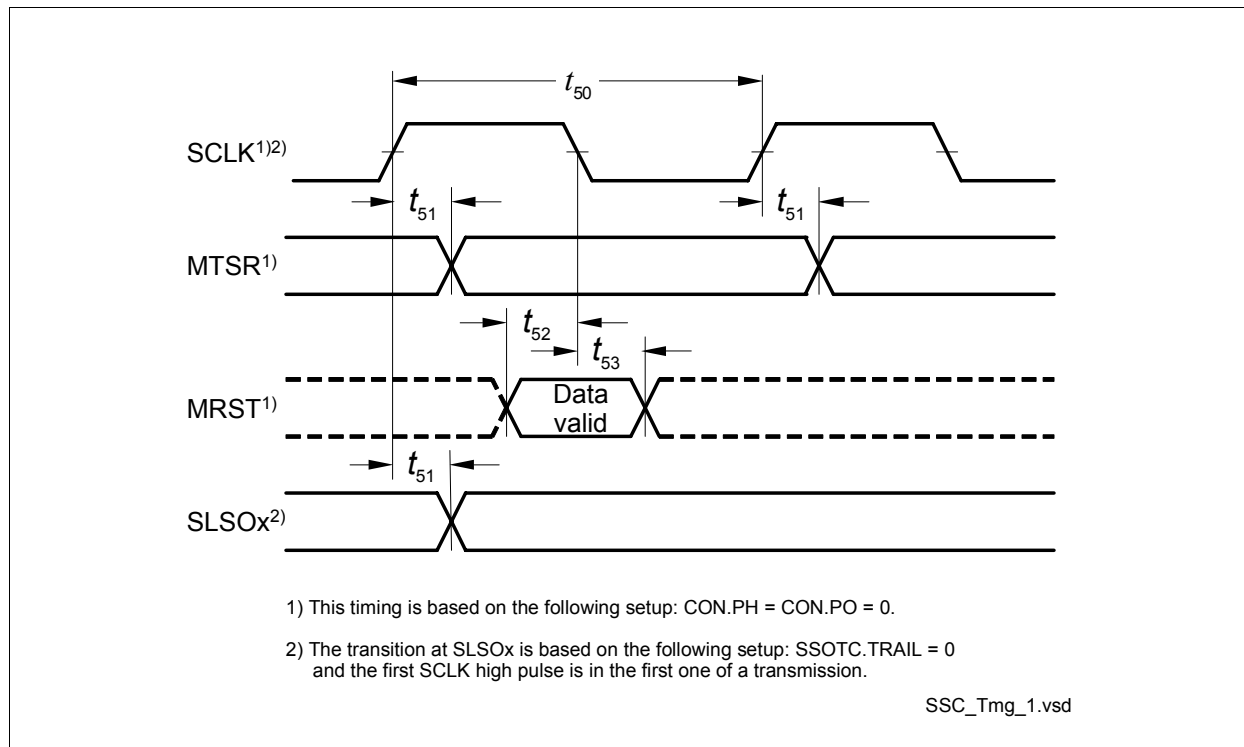 t50
SCLK1)2)
t51
t51
MTSR1)
t52
t53
MRST1)
Data
valid
t51
SLSOx2)
1) This timing is based on the following setup: CON.PH = CON.PO = 0.
2) The transition at SLSOx is based on the following setup: SSOTC.TRAIL = 0
and the first SCLK high pulse is in the first one of a transmission.
SSC_Tmg_1.vsd